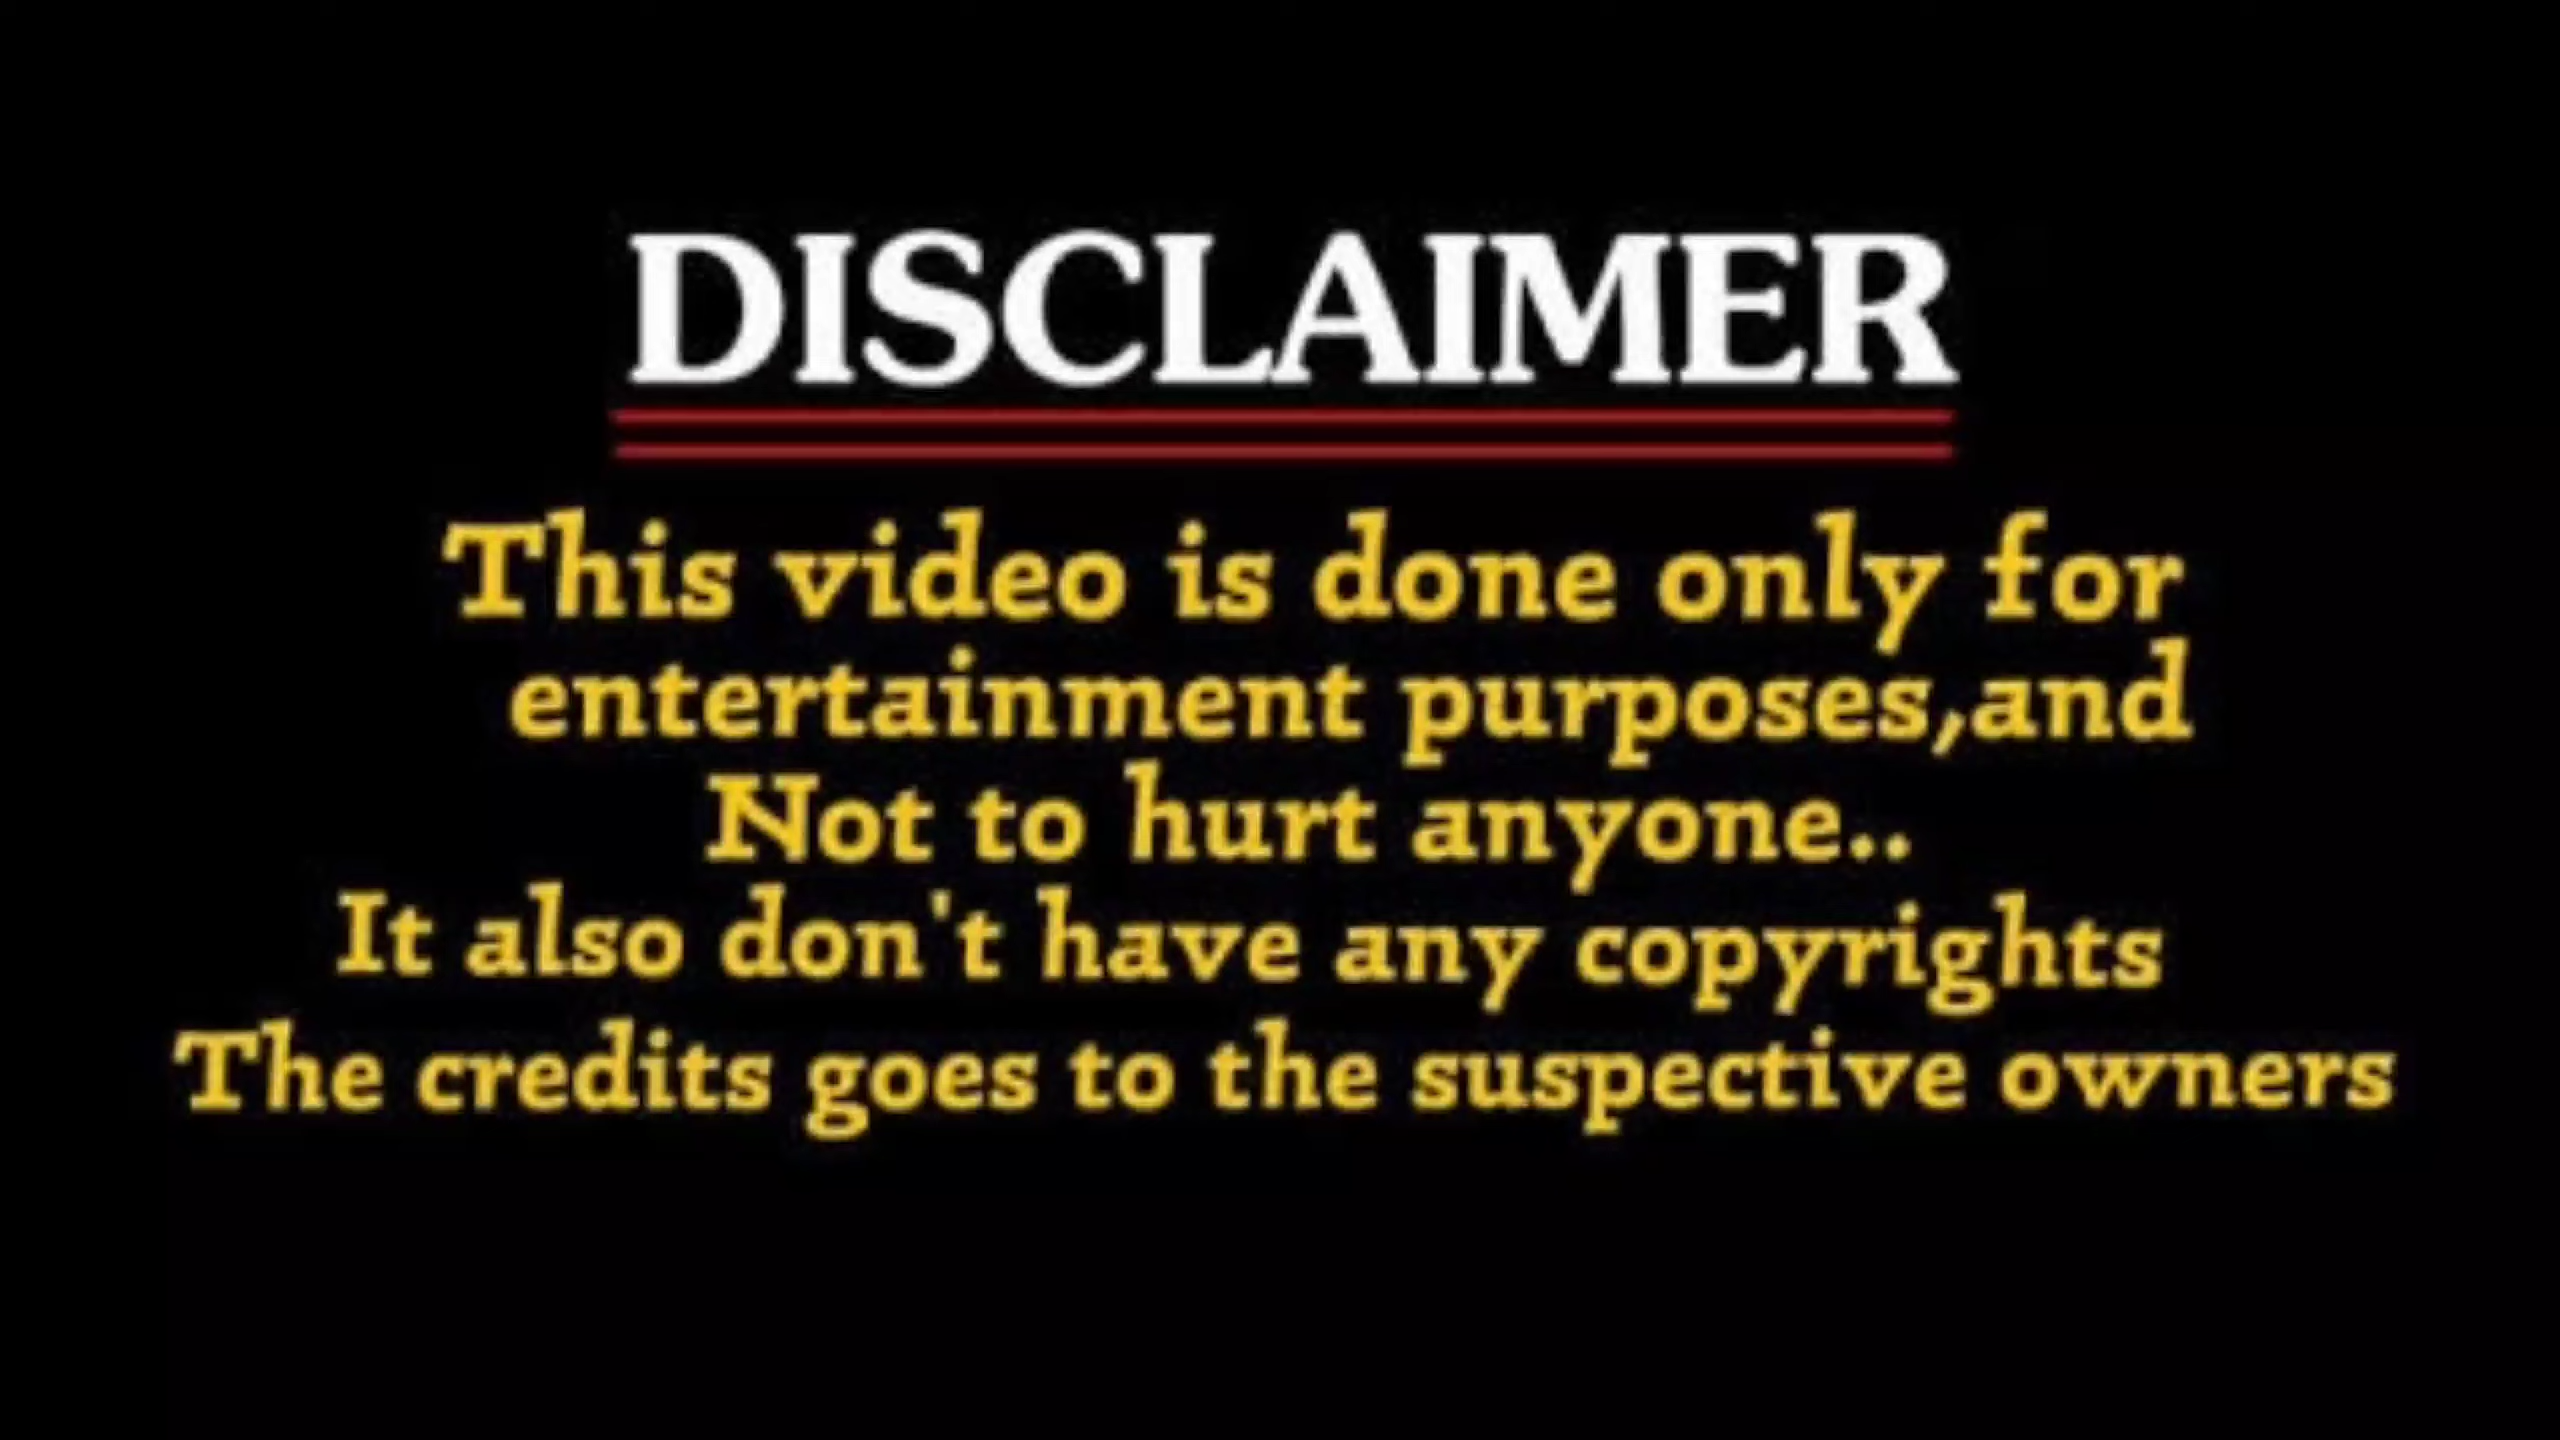 DISCLAIMER
This video is done only for
entertainment purposes,and
Not to hurt anyone..
It also don't have any copyrights
The credits goes to the suspective owners